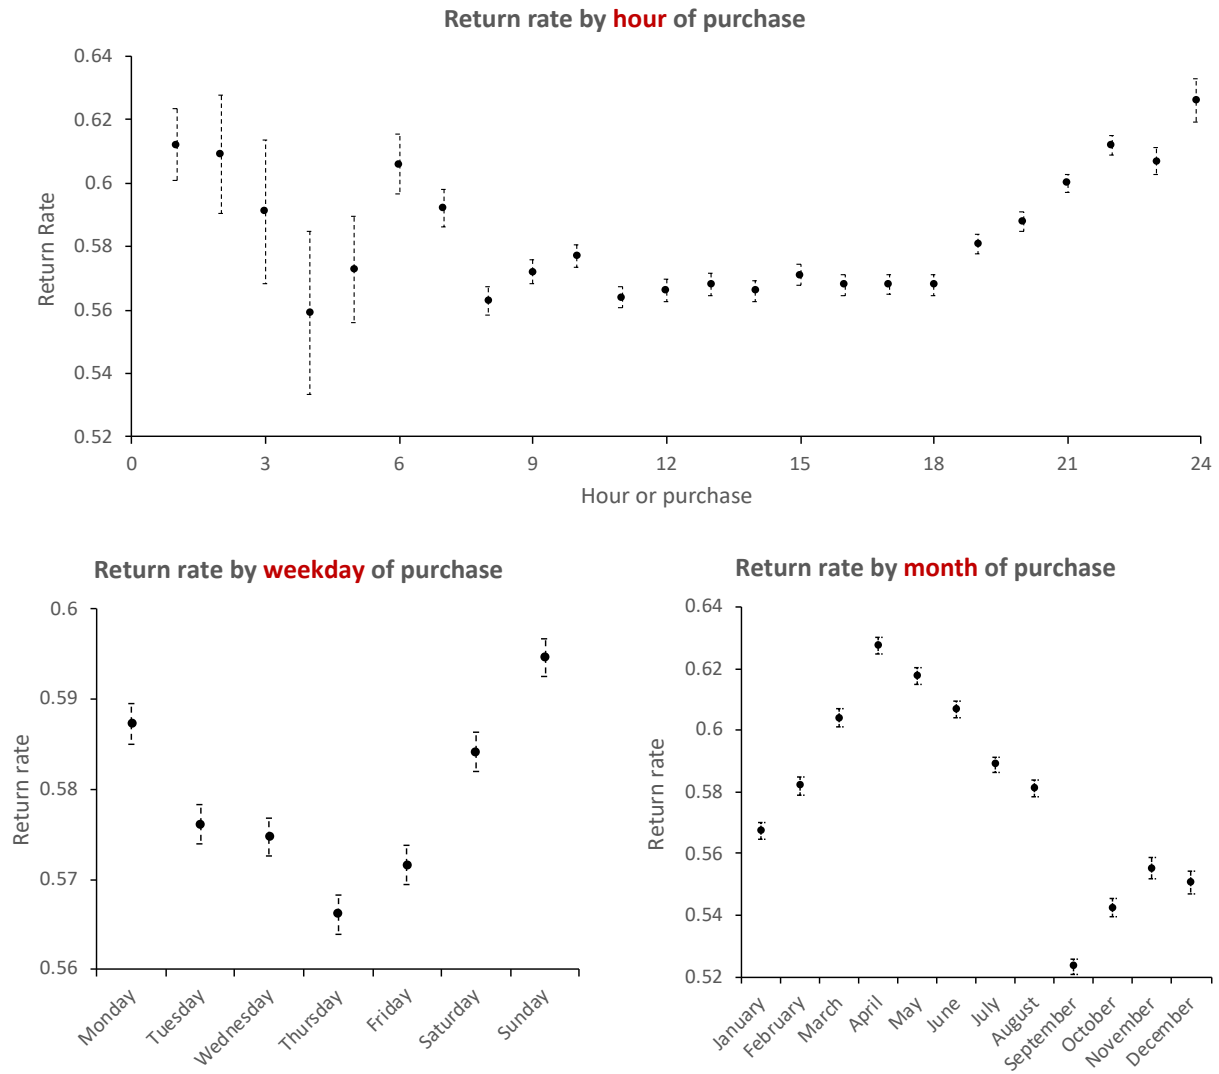 Return rate by hour of purchase
0.64
0.62
0.6
0.58
0.56
0.54
0.52
Return Rate
0 3 6 9 12 15 18 21 24
Hour or purchase
Return rate by weekday of purchase
0.6
0.59
0.58
0.57
0.56
Return rate
Monday Tuesday Wednesday Thursday Friday Saturday Sunday
Return rate by month of purchase
0.64
0.62
0.6
0.58
0.56
0.54
0.52
Return rate
January February March April May June July August September October November December